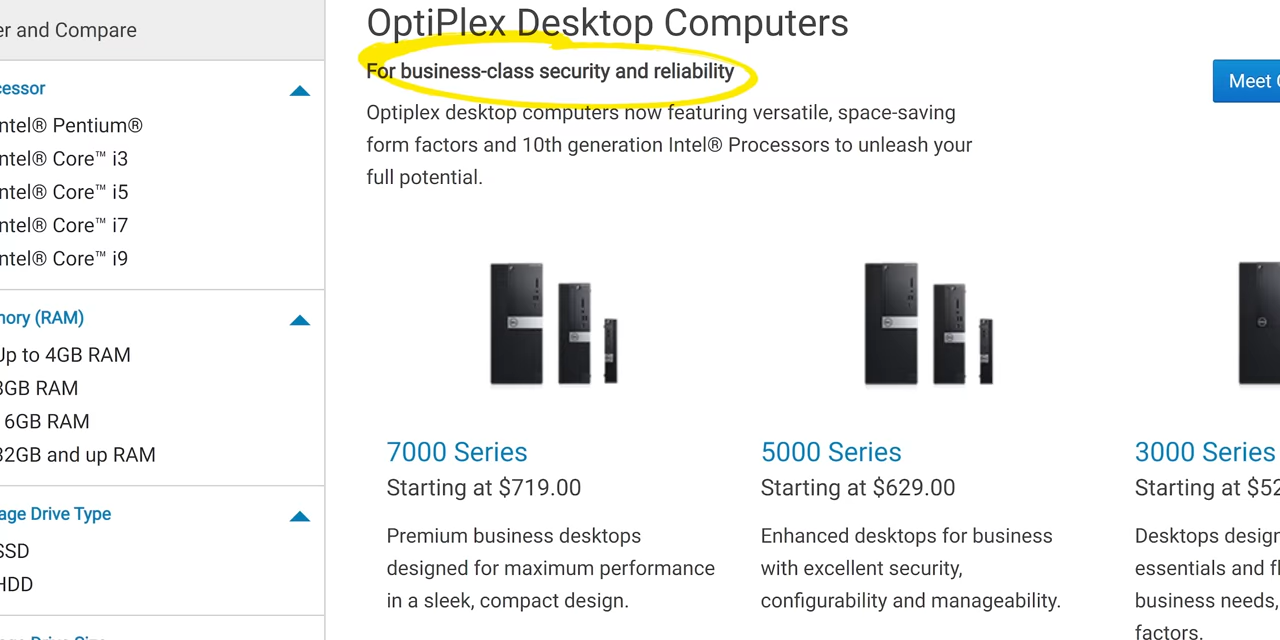 er and Compare
cessor
ntel® Pentium®
ntel® Core™ i3
ntel® Core™ i5
ntel® Core™ i7
ntel® Core™ i9
mory (RAM)
Up to 4GB RAM
8GB RAM
16GB RAM
32GB and up RAM
age Drive Type
SSD
HDD
OptiPlex Desktop Computers
For business-class security and reliability
Meet
Optiplex desktop computers now featuring versatile, space-saving
form factors and 10th generation Intel® Processors to unleash your
full potential.
7000 Series
Starting at $719.00
Premium business desktops
designed for maximum performance
in a sleek, compact design.
5000 Series
Starting at $629.00
Enhanced desktops for business
with excellent security,
configurability and manageability.
3000 Series
Starting at $52
Desktops design
essentials and fl
business needs,
factors.